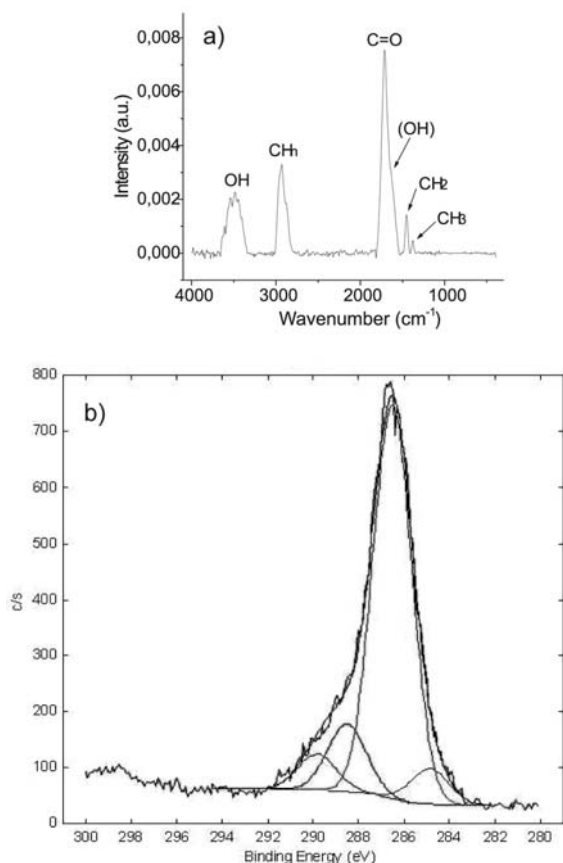 a)
0,008
0,006
0,004
0,002
0,000
Intensity (a.u.)
C=O
(OH)
CHn
OH
CH2
CH3
4000 3000 2000 1000
Wavenumber (cm-1)
b)
800
700
600
500
400
300
200
100
0
c/s
300 298 296 294 292 290 288 286 284 282 280
Binding Energy (eV)